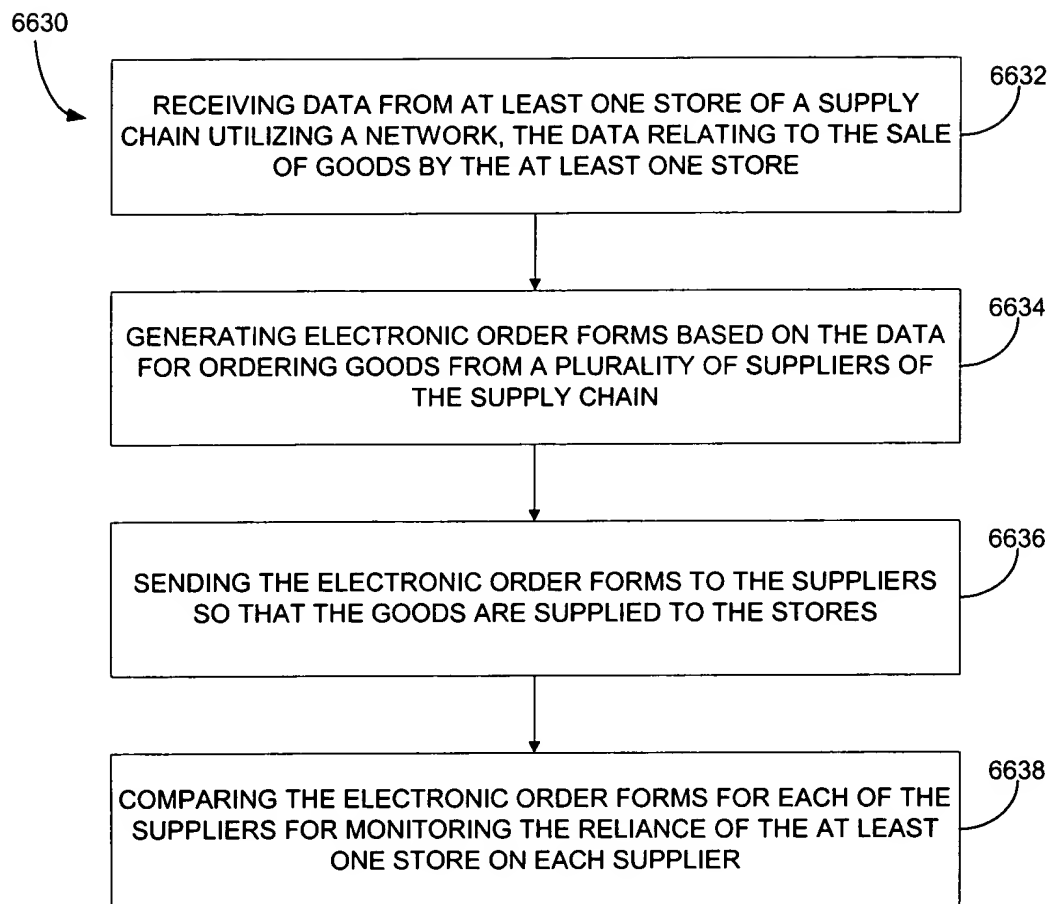 6630
6632
RECEIVING DATA FROM AT LEAST ONE STORE OF A SUPPLY
CHAIN UTILIZING A NETWORK, THE DATA RELATING TO THE SALE
OF GOODS BY THE AT LEAST ONE STORE
6634
GENERATING ELECTRONIC ORDER FORMS BASED ON THE DATA
FOR ORDERING GOODS FROM A PLURALITY OF SUPPLIERS OF
THE SUPPLY CHAIN
6636
SENDING THE ELECTRONIC ORDER FORMS TO THE SUPPLIERS
SO THAT THE GOODS ARE SUPPLIED TO THE STORES
6638
COMPARING THE ELECTRONIC ORDER FORMS FOR EACH OF THE
SUPPLIERS FOR MONITORING THE RELIANCE OF THE AT LEAST
ONE STORE ON EACH SUPPLIER